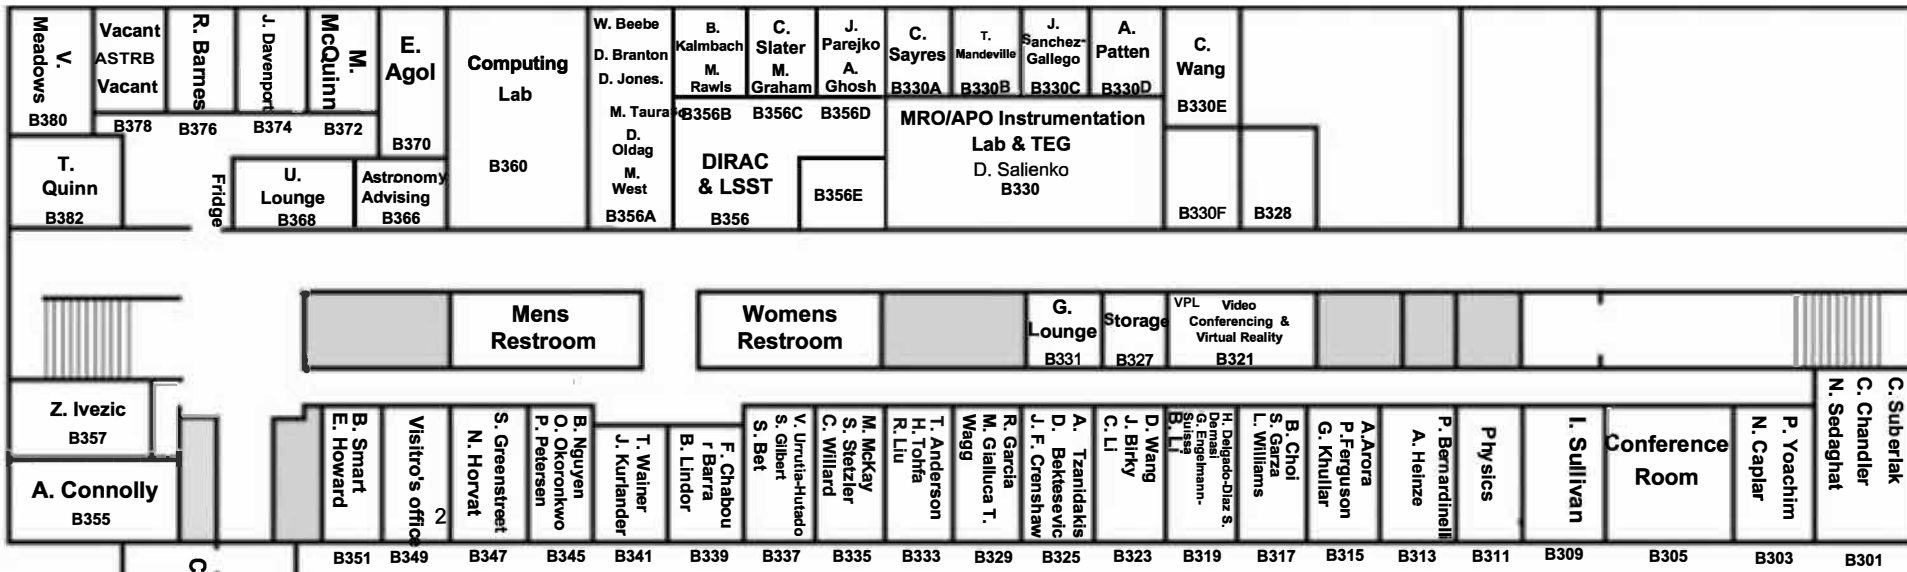 V.
Meadows
B380
Vacant
ASTRB
Vacant
B378
R. Barnes
B376
J. Davenport
B374
M.
McQuinn
B372
E.
Agol
B370
Computing
Lab
B360
W. Beebe
D. Branton
D. Jones.
M. Taura
D.
Oldag
M.
West
B356A
B.
Kalmbach
M.
Rawls
B356B
C.
Slater
M.
Graham
B356C
J.
Parejko
A.
Ghosh
B356D
C.
Sayres
B330A
T.
Mandeville
B330B
J.
Sanchez-
Gallego
B330C
A.
Patten
B330D
C.
Wang
B330E
T.
Quinn
B382
Fridge
U.
Lounge
B368
Astronomy
Advising
B366
DIRAC
& LSST
B356
B356E
MRO/APO Instrumentation
Lab & TEG
D. Salienko
B330
B330F
B328
Mens
Restroom
Womens
Restroom
G.
Lounge
B331
Storage
B327
VPL Video
Conferencing &
Virtual Reality
B321
Z. Ivezic
B357
A. Connolly
B355
B. Smart
E. Howard
B351
Visitro's office
2
B349
S. Greenstreet
N. Horvat
B347
B. Nguyen
O. Okoronkwo
P. Petersen
B345
T. Wainer
J. Kurlander
B341
F. Chabou
r Barra
B. Lindor
B339
V. Urrutia-Hutado
S. Gilbert
S. Bet
B337
M. McKay
S. Stetzler
C. Willard
B335
T. Anderson
H. Tohfa
R. Liu
B333
R. Garcia
M. Gialluca T.
Wagg
B329
A. Tzanidakis
D. Bektesevic
J. F. Crenshaw
B325
D. Wang
J. Birky
C. Li
B323
H. Delgado-Diaz S.
Demasi
G. Engelmann-
Suissa
B. Li
B319
B. Choi
S. Garza
L. Williams
B317
A.Arora
P.Ferguson
G. Khullar
B315
P. Bernardinelli
A. Heinze
B313
Physics
B311
I. Sullivan
B309
Conference
Room
B305
P. Yoachim
N. Caplar
B303
C. Suberlak
C. Chandler
N. Sedaghat
B301